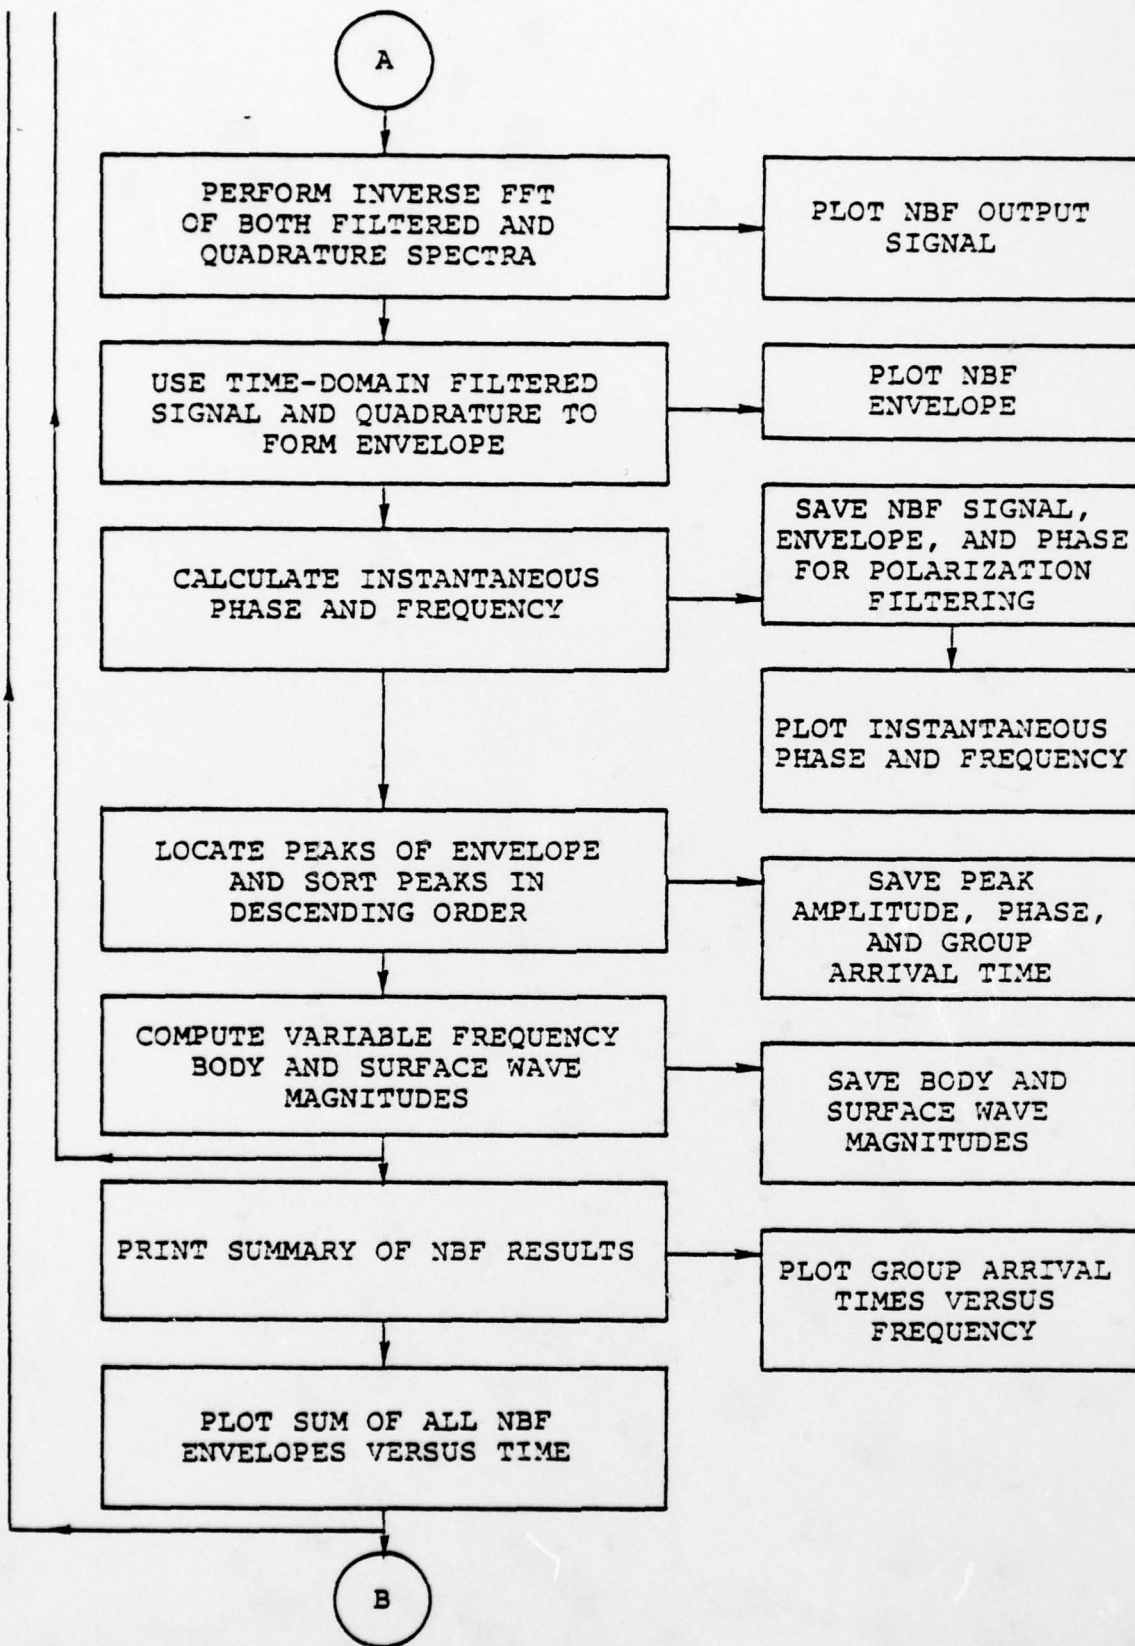 A
PERFORM INVERSE FFT
OF BOTH FILTERED AND
QUADRATURE SPECTRA
PLOT NBF OUTPUT
SIGNAL
USE TIME-DOMAIN FILTERED
SIGNAL AND QUADRATURE TO
FORM ENVELOPE
PLOT NBF
ENVELOPE
CALCULATE INSTANTANEOUS
PHASE AND FREQUENCY
SAVE NBF SIGNAL,
ENVELOPE, AND PHASE
FOR POLARIZATION
FILTERING
PLOT INSTANTANEOUS
PHASE AND FREQUENCY
LOCATE PEAKS OF ENVELOPE
AND SORT PEAKS IN
DESCENDING ORDER
SAVE PEAK
AMPLITUDE, PHASE,
AND GROUP
ARRIVAL TIME
COMPUTE VARIABLE FREQUENCY
BODY AND SURFACE WAVE
MAGNITUDES
SAVE BODY AND
SURFACE WAVE
MAGNITUDES
PRINT SUMMARY OF NBF RESULTS
PLOT GROUP ARRIVAL
TIMES VERSUS
FREQUENCY
PLOT SUM OF ALL NBF
ENVELOPES VERSUS TIME
B